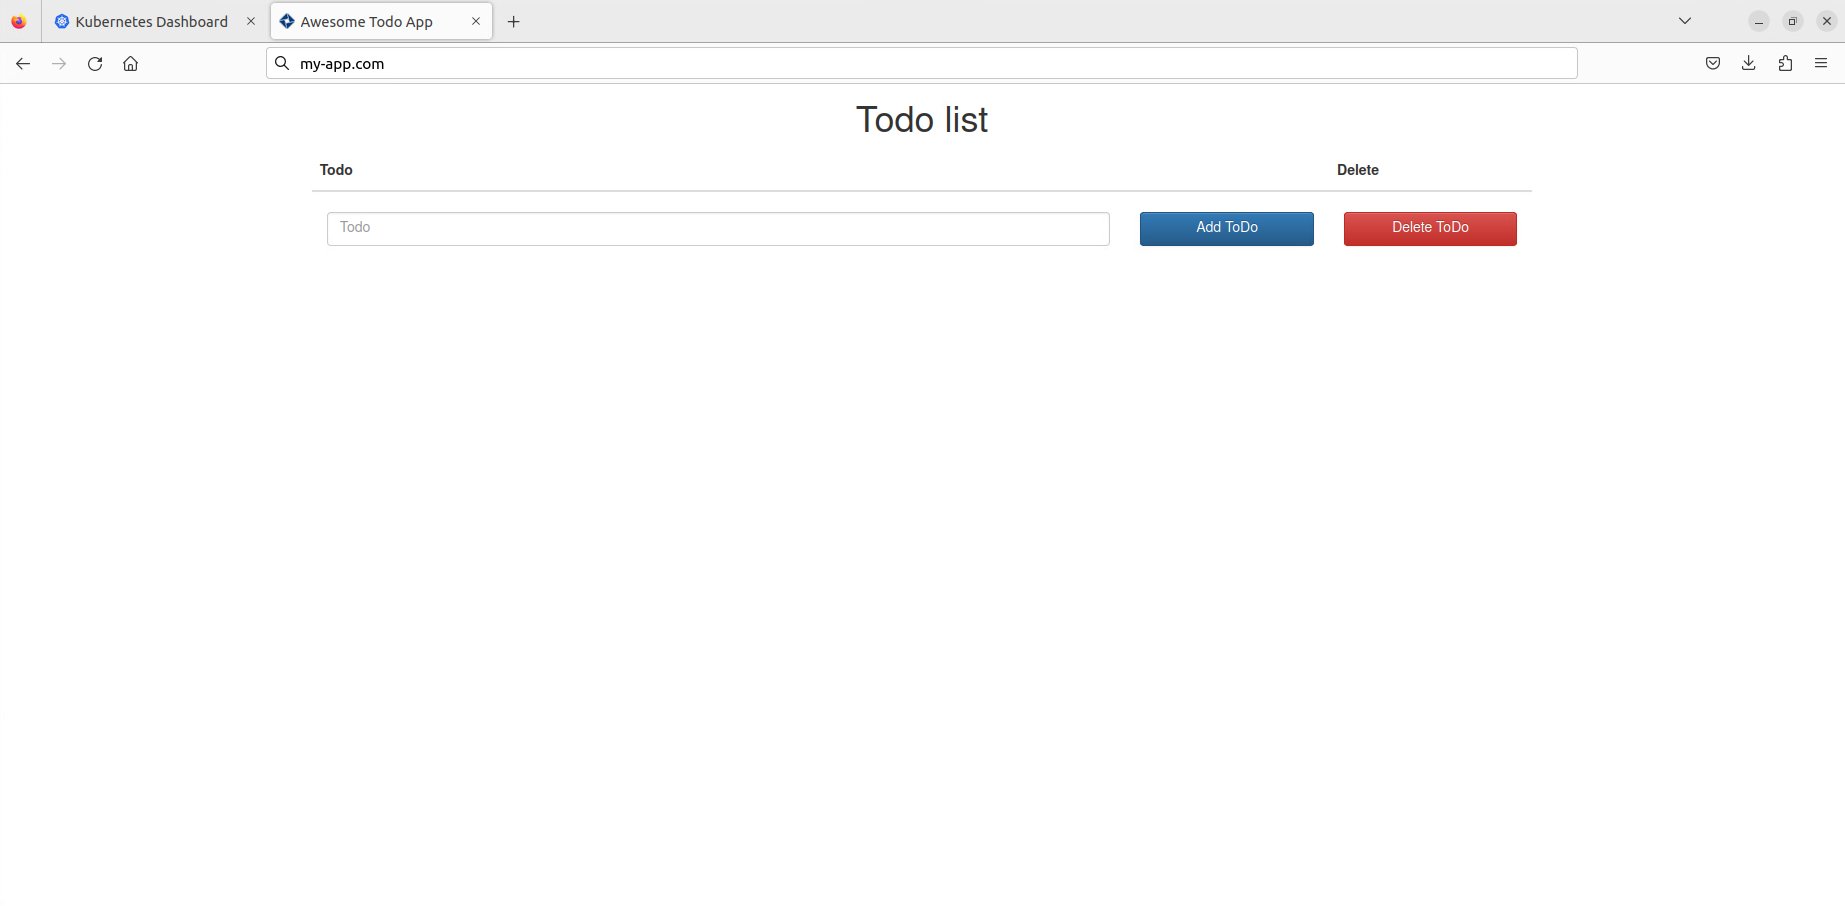 Kubernetes Dashboard
Awesome Todo App
my-app.com
Todo list
Todo Delete
Todo Add ToDo Delete ToDo